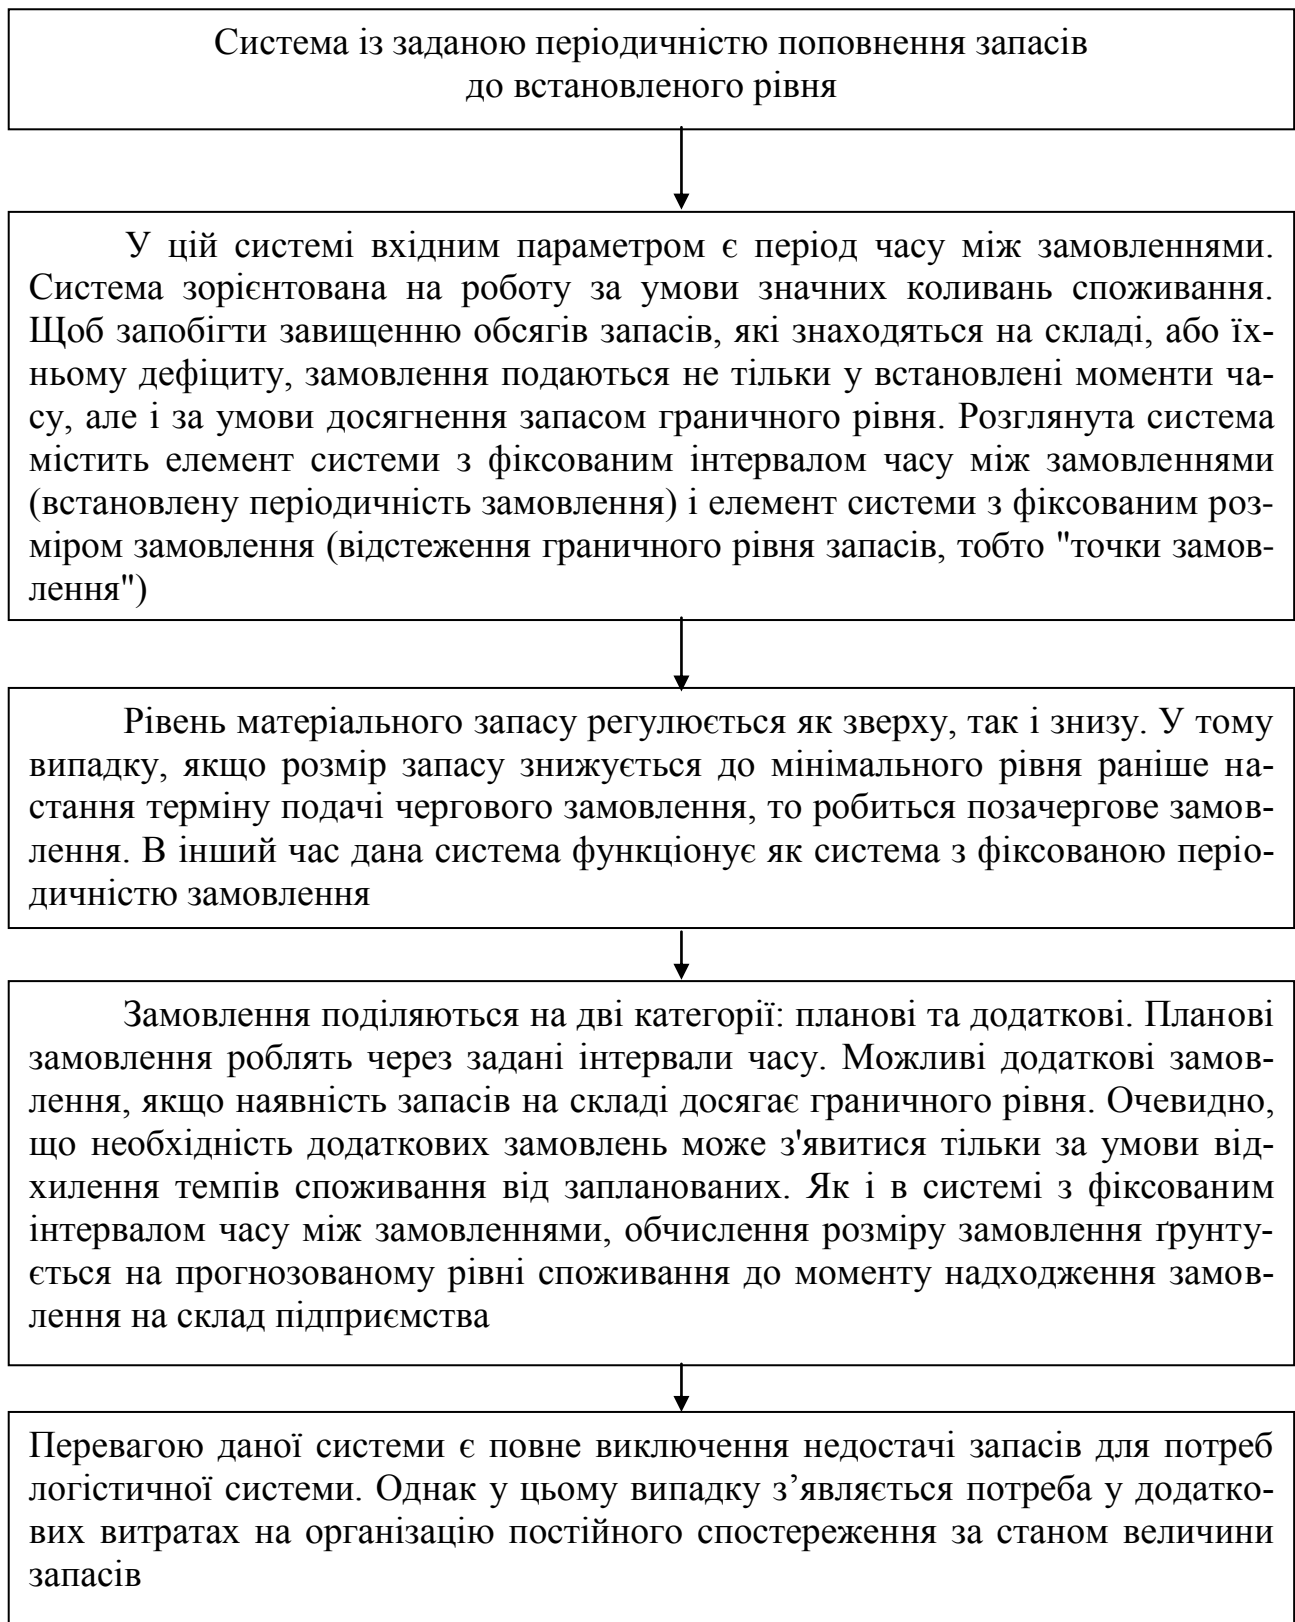 Система із заданою періодичністю поповнення запасів
до встановленого рівня
У цій системі вхідним параметром є період часу між замовленнями.
Система зорієнтована на роботу за умови значних коливань споживання.
Щоб запобігти завищенню обсягів запасів, які знаходяться на складі, або їх-
ньому дефіциту, замовлення подаються не тільки у встановлені моменти ча-
су, але і за умови досягнення запасом граничного рівня. Розглянута система
містить елемент системи з фіксованим інтервалом часу між замовленнями
(встановлену періодичність замовлення) і елемент системи з фіксованим роз-
міром замовлення (відстеження граничного рівня запасів, тобто "точки замов-
лення")
Рівень матеріального запасу регулюється як зверху, так і знизу. У тому
випадку, якщо розмір запасу знижується до мінімального рівня раніше на-
стання терміну подачі чергового замовлення, то робиться позачергове замов-
лення. В інший час дана система функціонує як система з фіксованою періо-
дичністю замовлення
Замовлення поділяються на дві категорії: планові та додаткові. Планові
замовлення роблять через задані інтервали часу. Можливі додаткові замов-
лення, якщо наявність запасів на складі досягає граничного рівня. Очевидно,
що необхідність додаткових замовлень може з'явитися тільки за умови від-
хилення темпів споживання від запланованих. Як і в системі з фіксованим
інтервалом часу між замовленнями, обчислення розміру замовлення ґрунту-
ється на прогнозованому рівні споживання до моменту надходження замов-
лення на склад підприємства
Перевагою даної системи є повне виключення недостачі запасів для потреб
логістичної системи. Однак у цьому випадку з’являється потреба у додатко-
вих витратах на організацію постійного спостереження за станом величини
запасів